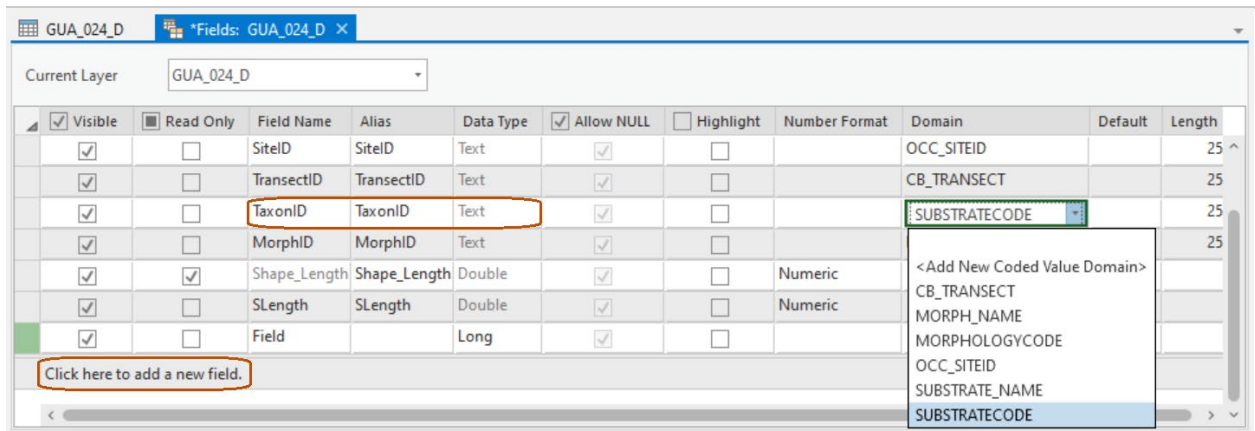 GUA_024_D *Fields: GUA_024_D ×
Current Layer GUA_024_D
Visible Read Only Field Name Alias Data Type Allow NULL Highlight Number Format Domain Default Length
SiteID SiteID Text OCC_SITEID 25
TransectID TransectID Text CB_TRANSECT 25
TaxonID TaxonID Text SUBSTRATECODE 25
MorphID MorphID Text 25
Shape_Length Shape_Length Double Numeric
SLength SLength Double Numeric
Field Long
Click here to add a new field.
<Add New Coded Value Domain>
CB_TRANSECT
MORPH_NAME
MORPHOLOGYCODE
OCC_SITEID
SUBSTRATE_NAME
SUBSTRATECODE